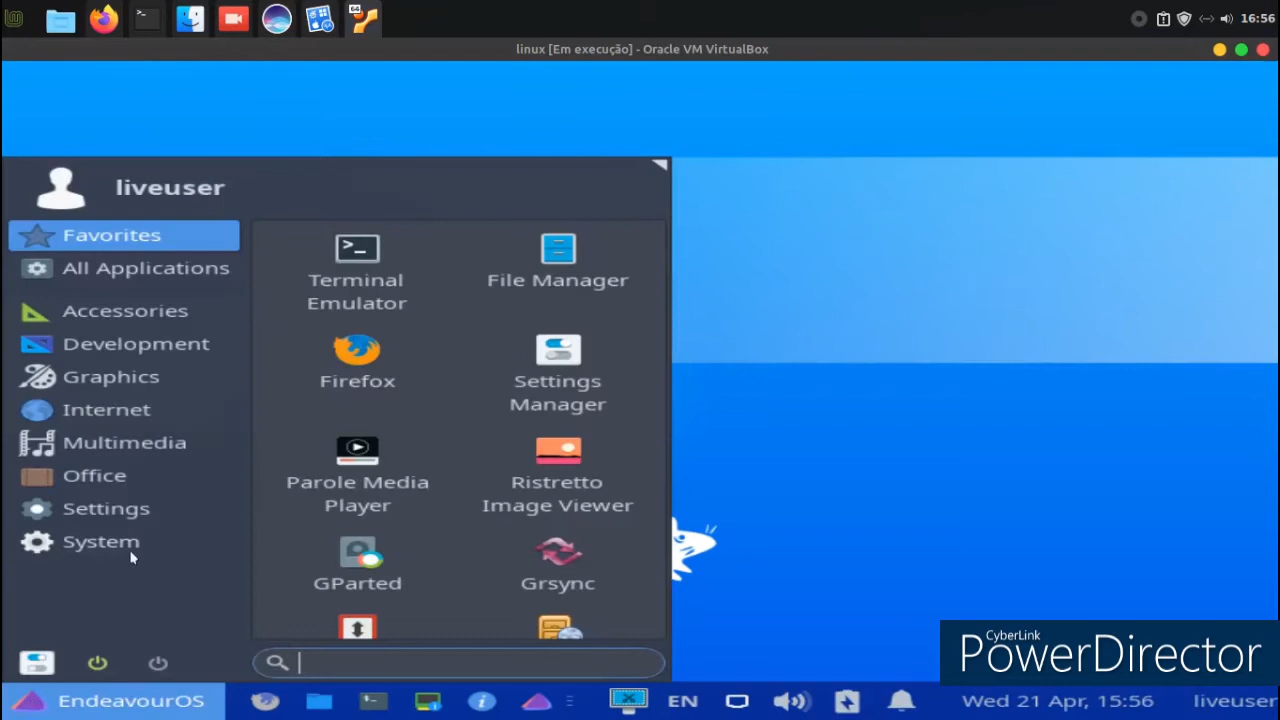 64
16:56
linux [Em execução] - Oracle VM VirtualBox
liveuser
Favorites
All Applications
Accessories
Development
Graphics
Internet
Multimedia
Office
Settings
System
Terminal
Emulator
File Manager
Firefox
Settings
Manager
Parole Media
Player
Ristretto
Image Viewer
GParted
Grsync
CyberLink
PowerDirector
EndeavourOS
EN
Wed 21 Apr, 15:56
liveuser